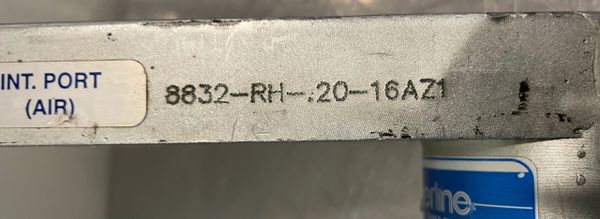 INT. PORT
(AIR)
8832-RH-.20-16AZ1